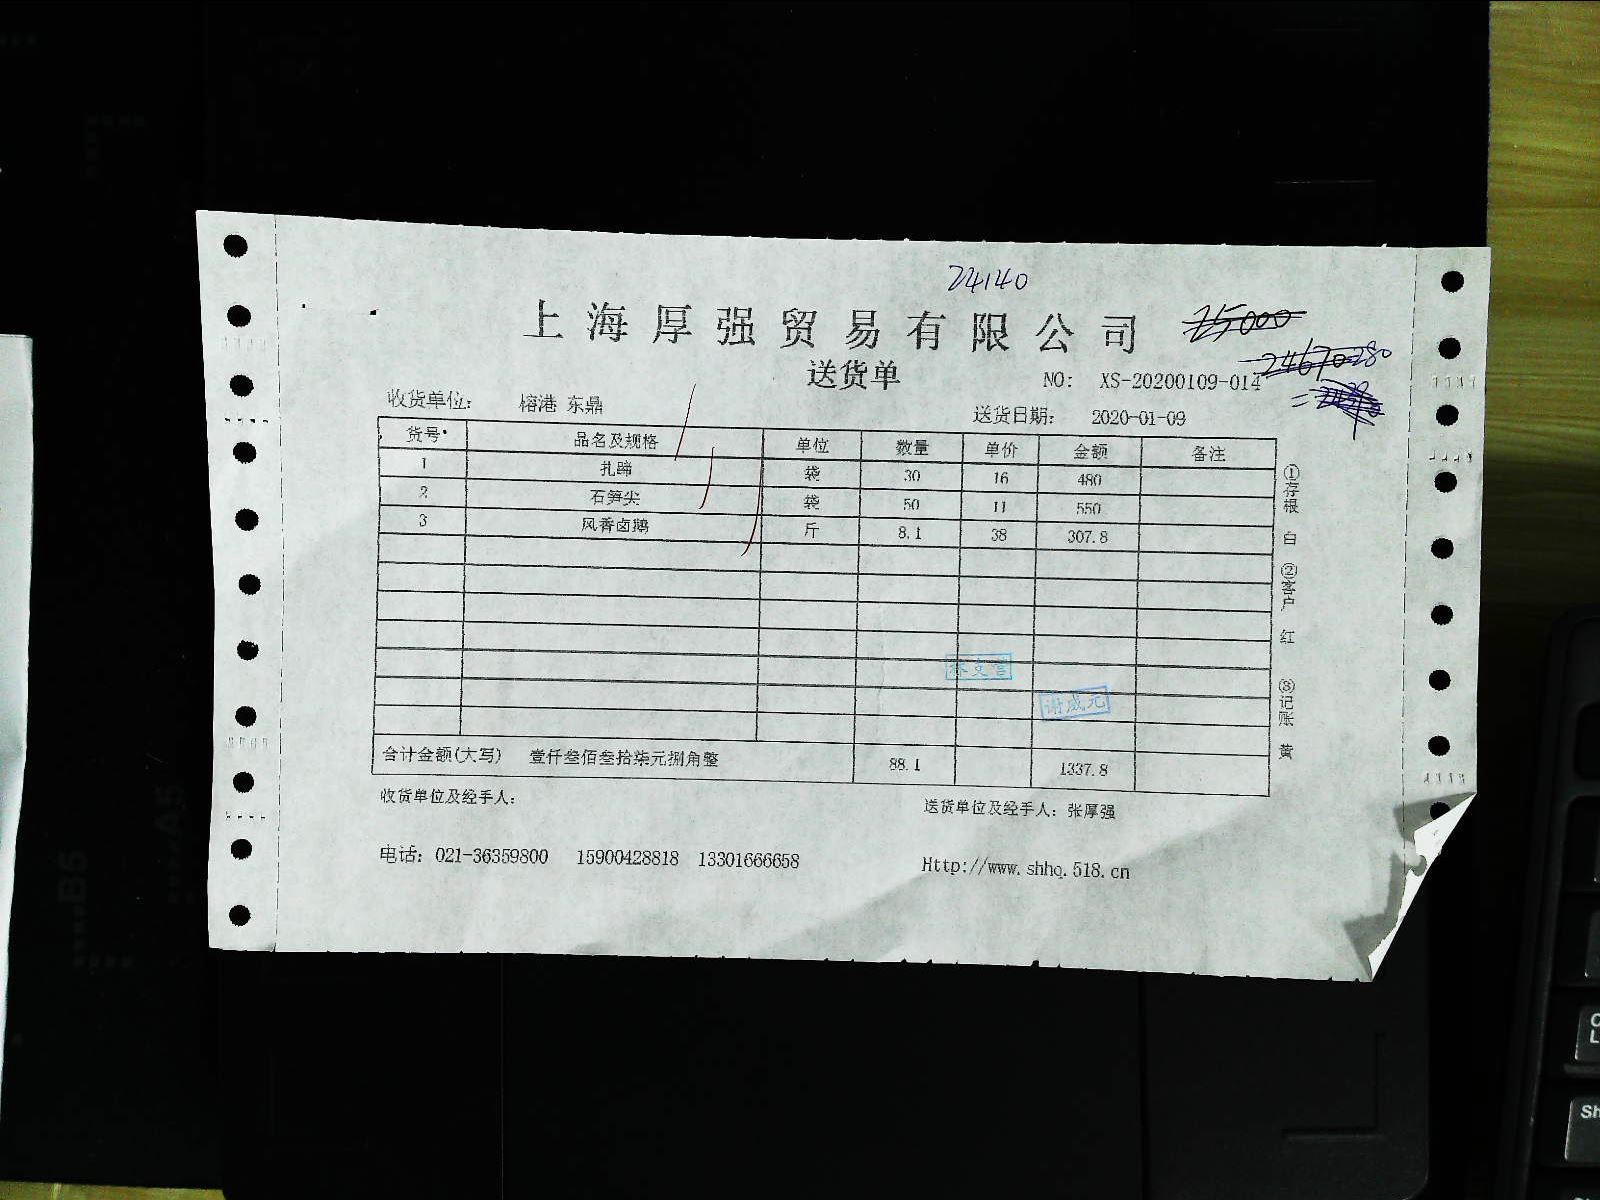 24140
上海厚强贸易有限公司
25000
送货单
NO: XS-20200109-014
收货单位: 榕港 东鼎
送货日期: 2020-01-09
货号 品名及规格 单位 数量 单价 金额 备注
1 扎蹄 袋 30 16 480
2 石笋尖 袋 50 11 550
3 风香卤鹅 斤 8.1 38 307.8
合计金额(大写) 壹仟叁佰叁拾柒元捌角整 88.1 1337.8
①存根 白 ②客户 红 ③记账 黄
谢成元
收货单位及经手人:
送货单位及经手人: 张厚强
电话: 021-36359800 15900428818 13301666658
Http://www.shhq.518.cn
B5
A5
Sh